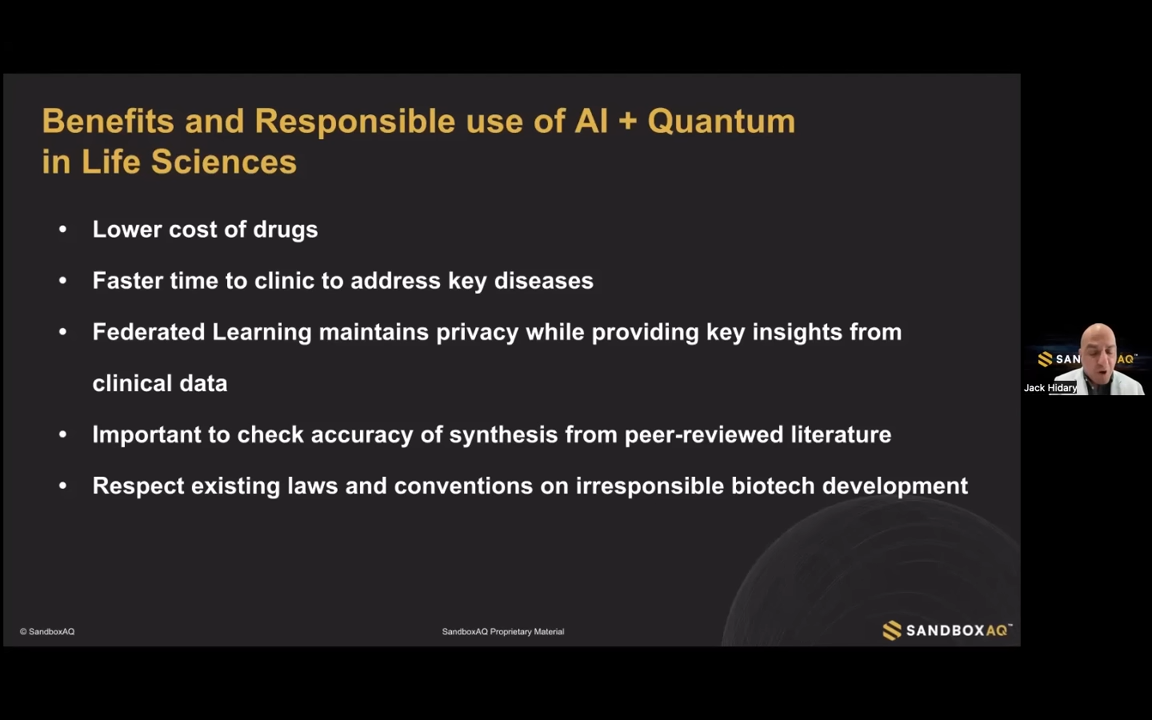 Benefits and Responsible use of AI + Quantum
in Life Sciences
• Lower cost of drugs
• Faster time to clinic to address key diseases
• Federated Learning maintains privacy while providing key insights from
clinical data
• Important to check accuracy of synthesis from peer-reviewed literature
• Respect existing laws and conventions on irresponsible biotech development
SAN AQ™
Jack Hidary
© SandboxAQ
SandboxAQ Proprietary Material
SANDBOXAQ™